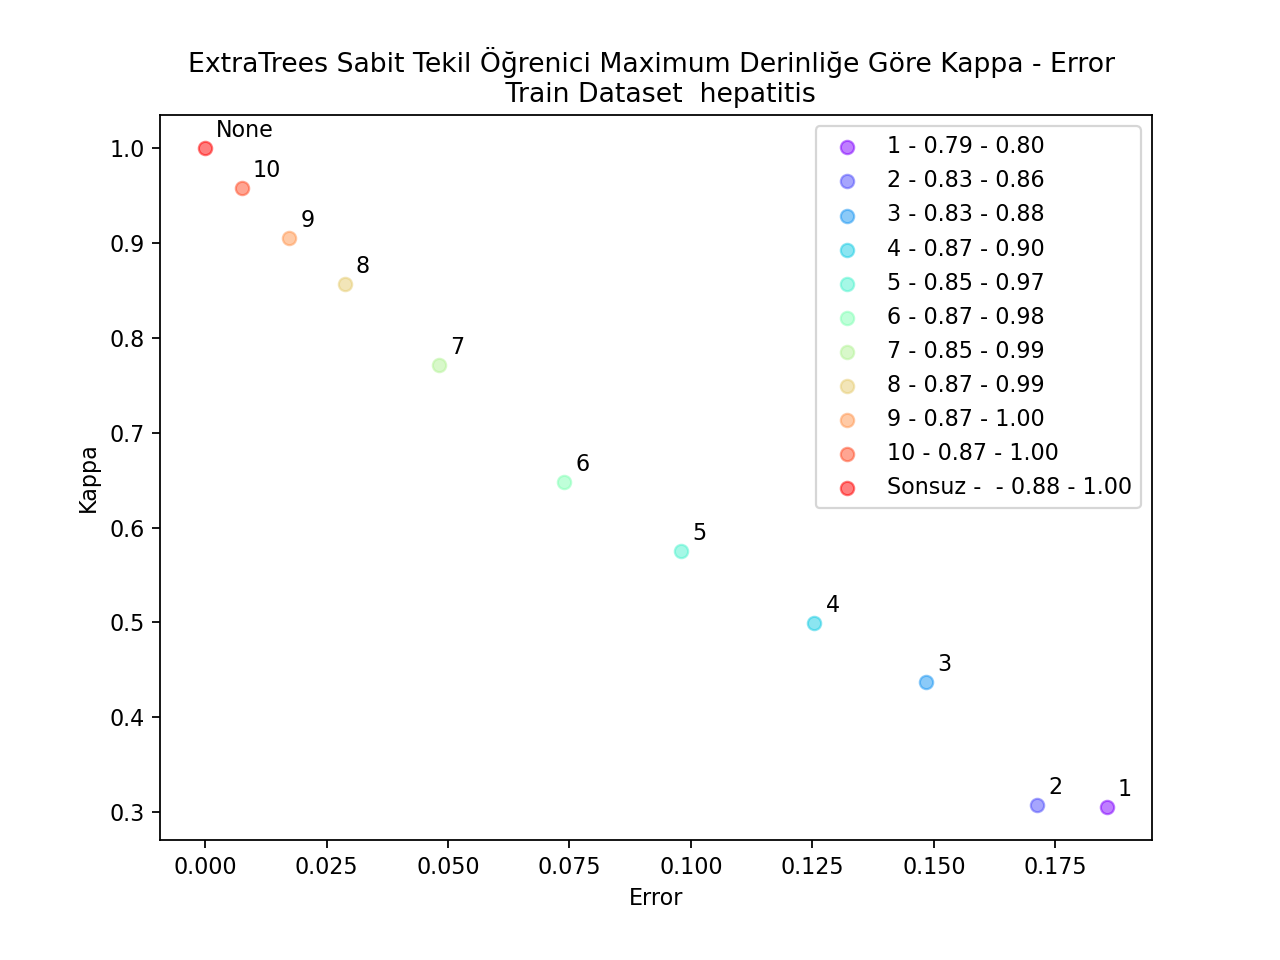 ExtraTrees Sabit Tekil Öğrenici Maximum Derinliğe Göre Kappa - Error
Train Dataset  hepatitis
None
10
9
8
7
6
5
4
3
2
1
1 - 0.79 - 0.80
2 - 0.83 - 0.86
3 - 0.83 - 0.88
4 - 0.87 - 0.90
5 - 0.85 - 0.97
6 - 0.87 - 0.98
7 - 0.85 - 0.99
8 - 0.87 - 0.99
9 - 0.87 - 1.00
10 - 0.87 - 1.00
Sonsuz -  - 0.88 - 1.00
1.0
0.9
0.8
0.7
0.6
0.5
0.4
0.3
Kappa
0.000 0.025 0.050 0.075 0.100 0.125 0.150 0.175
Error